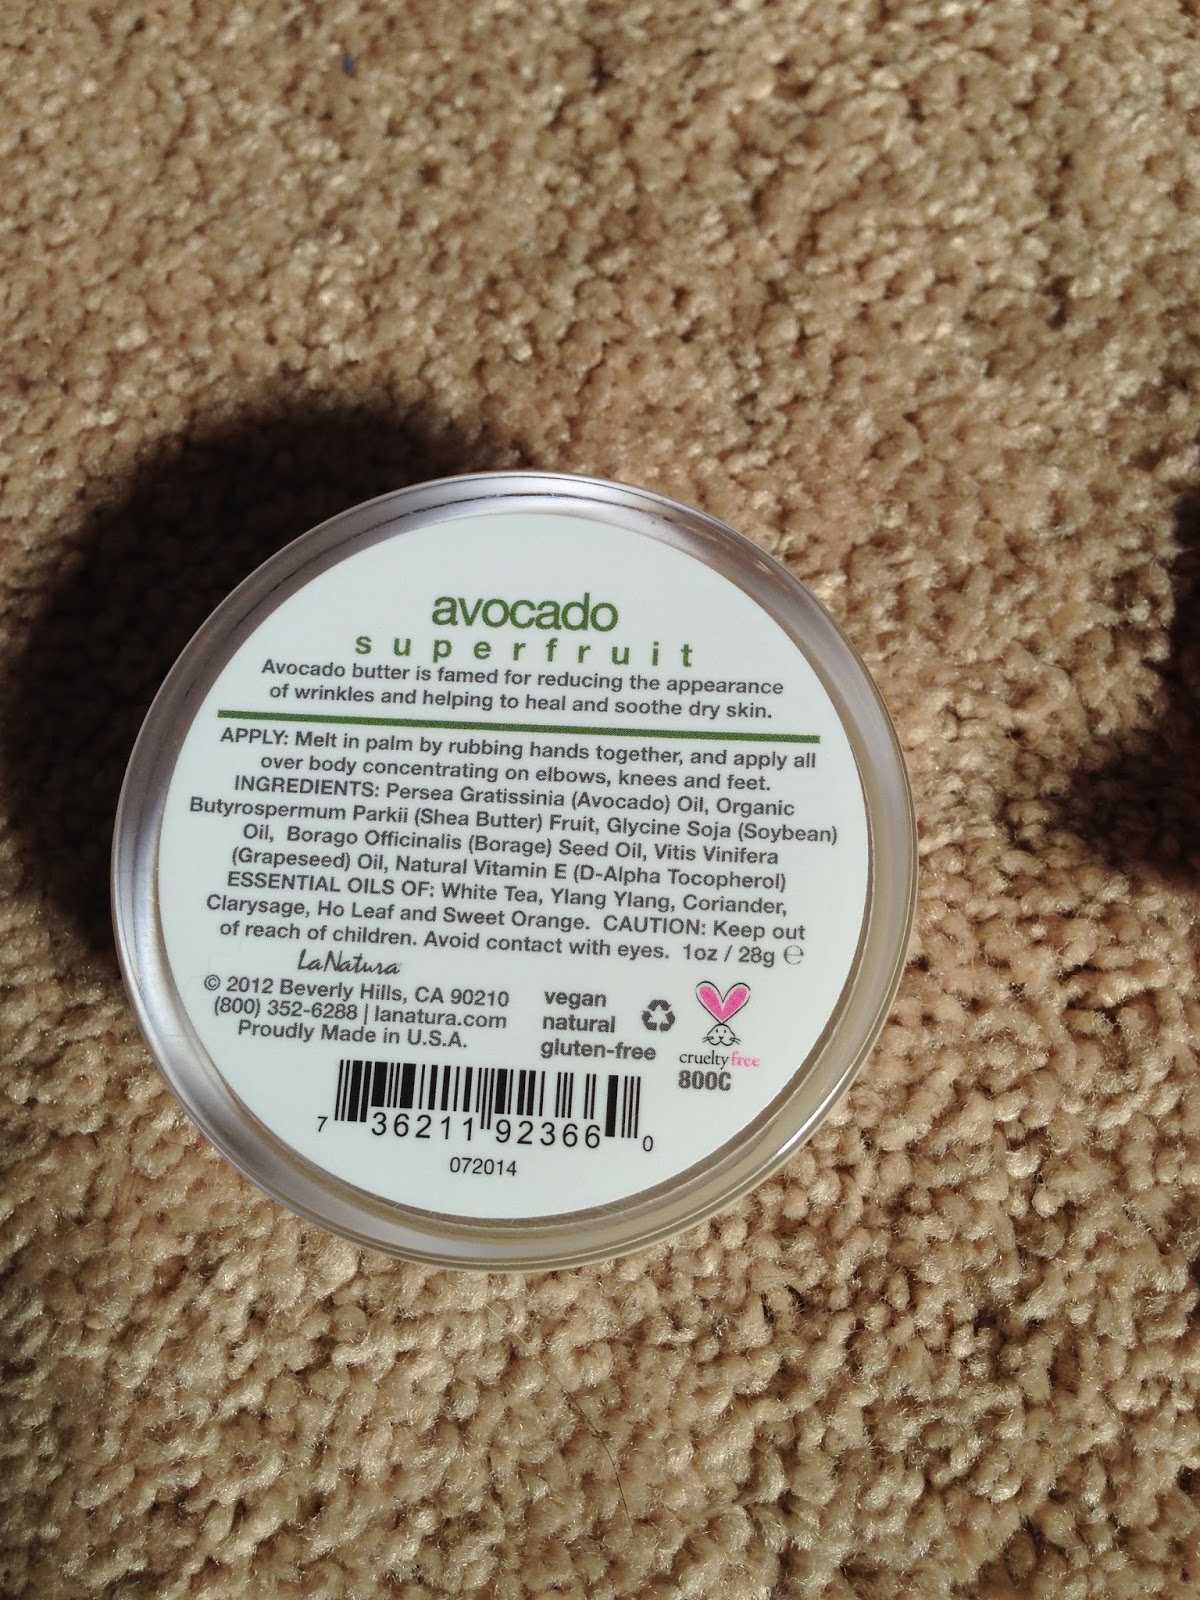 avocado
superfruit
Avocado butter is famed for reducing the appearance
of wrinkles and helping to heal and soothe dry skin.
APPLY: Melt in palm by rubbing hands together, and apply all
over body concentrating on elbows, knees and feet.
INGREDIENTS: Persea Gratissinia (Avocado) Oil, Organic
Butyrospermum Parkii (Shea Butter) Fruit, Glycine Soja (Soybean)
Oil, Borago Officinalis (Borage) Seed Oil, Vitis Vinifera
(Grapeseed) Oil, Natural Vitamin E (D-Alpha Tocopherol)
ESSENTIAL OILS OF: White Tea, Ylang Ylang, Coriander,
Clarysage, Ho Leaf and Sweet Orange. CAUTION: Keep out
of reach of children. Avoid contact with eyes. 1oz / 28g ℮
LaNatura
© 2012 Beverly Hills, CA 90210
(800) 352-6288 | lanatura.com
Proudly Made in U.S.A.
vegan
natural
gluten-free
crueltyfree
800C
7 36211 92366 0
072014